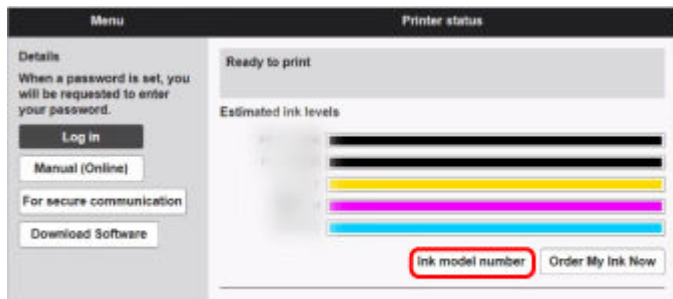 Menu
Printer status
Details
When a password is set, you
will be requested to enter
your password.
Log in
Manual (Online)
For secure communication
Download Software
Ready to print
Estimated ink levels
Ink model number
Order My Ink Now